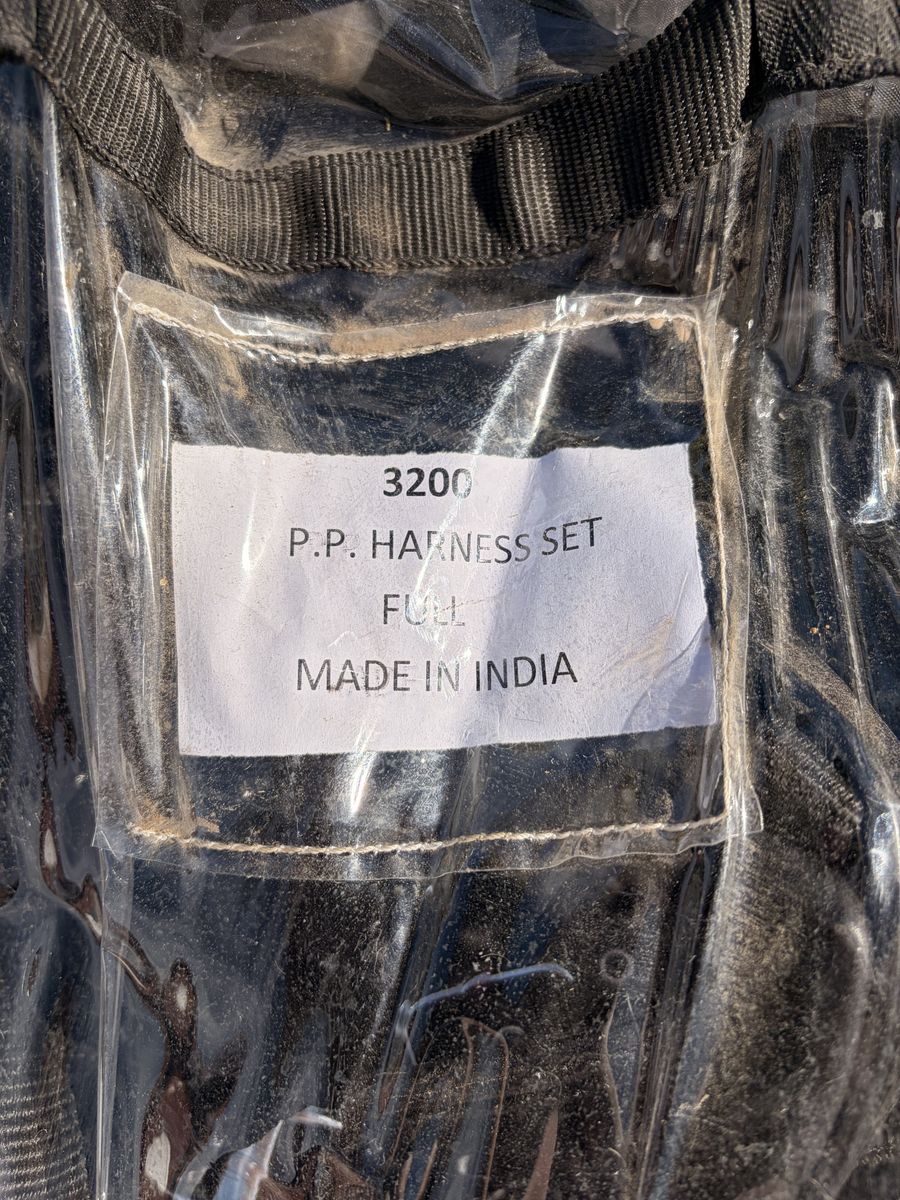 3200
P.P. HARNESS SET
FULL
MADE IN INDIA